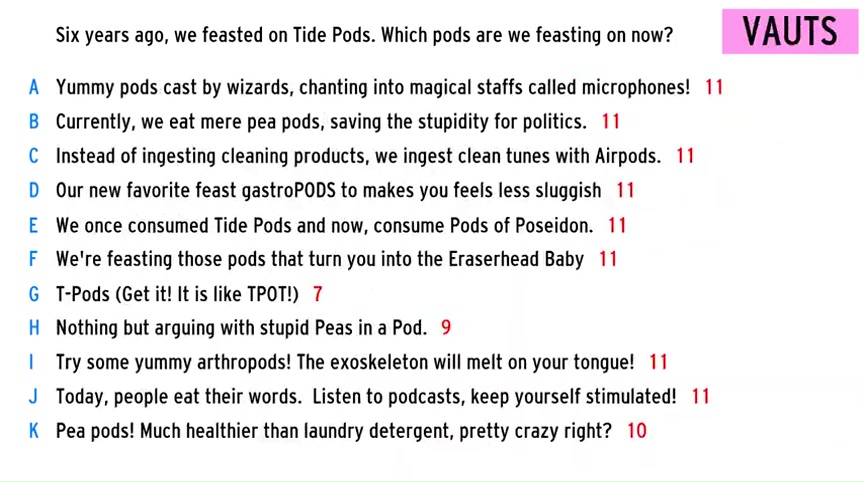 Six years ago, we feasted on Tide Pods. Which pods are we feasting on now?
VAUTS
A Yummy pods cast by wizards, chanting into magical staffs called microphones! 11
B Currently, we eat mere pea pods, saving the stupidity for politics. 11
C Instead of ingesting cleaning products, we ingest clean tunes with Airpods. 11
D Our new favorite feast gastroPODS to makes you feels less sluggish 11
E We once consumed Tide Pods and now, consume Pods of Poseidon. 11
F We're feasting those pods that turn you into the Eraserhead Baby 11
G T-Pods (Get it! It is like TPOT!) 7
H Nothing but arguing with stupid Peas in a Pod. 9
I Try some yummy arthropods! The exoskeleton will melt on your tongue! 11
J Today, people eat their words. Listen to podcasts, keep yourself stimulated! 11
K Pea pods! Much healthier than laundry detergent, pretty crazy right? 10